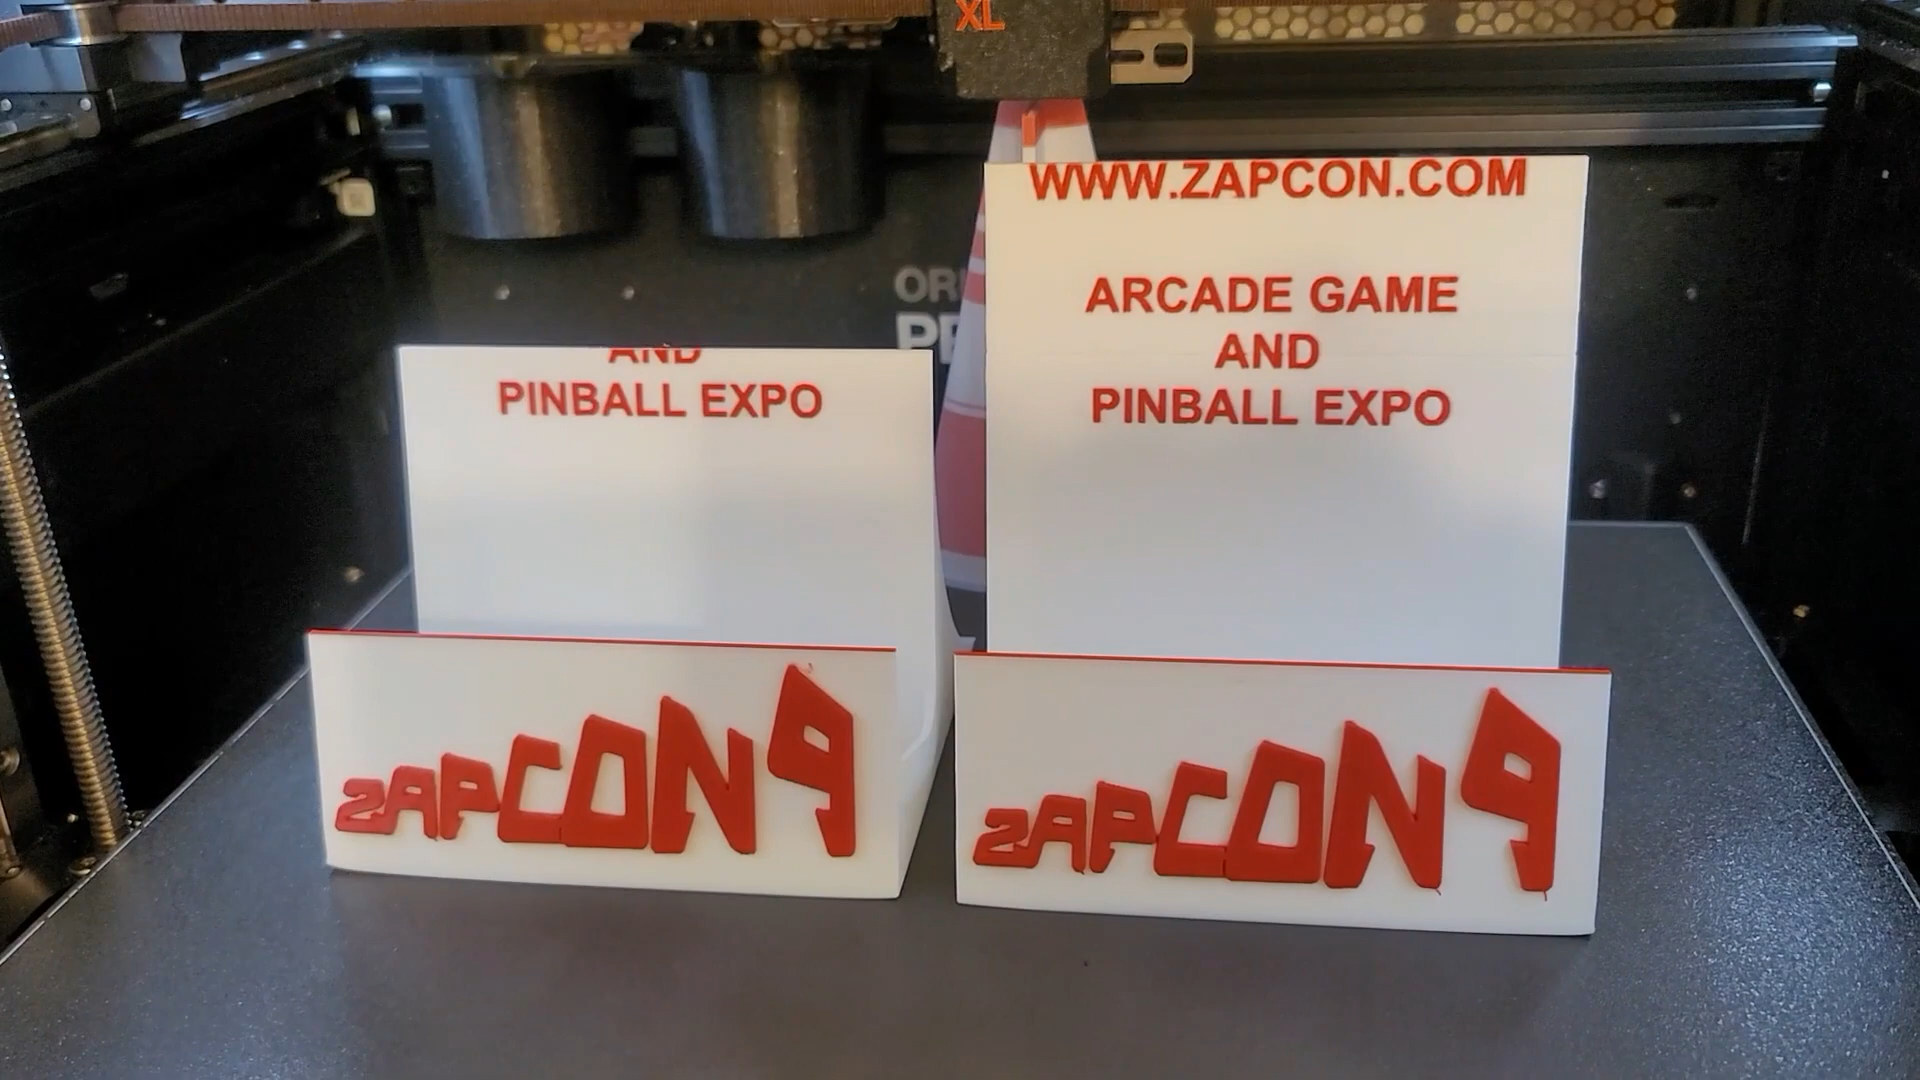 XL
AND
PINBALL EXPO
ZAPCON9
WWW.ZAPCON.COM
ARCADE GAME
AND
PINBALL EXPO
ZAPCON9